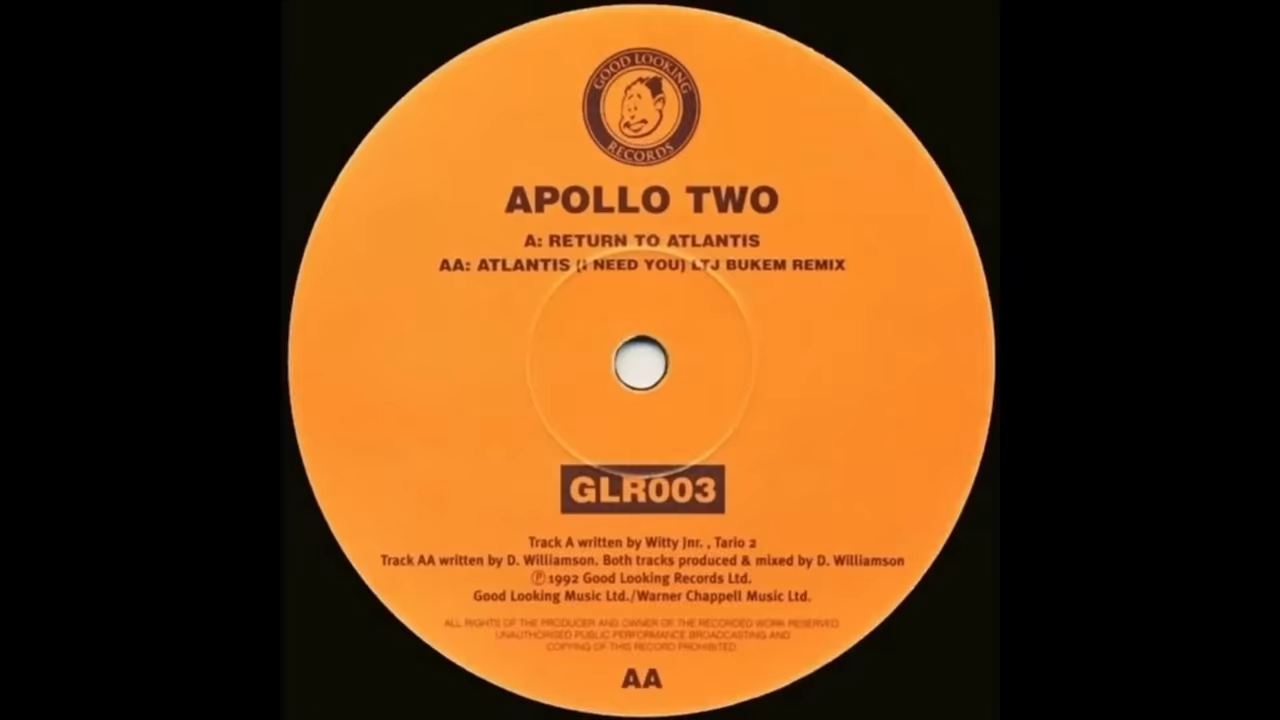 GOOD LOOKING
RECORDS
APOLLO TWO
A: RETURN TO ATLANTIS
AA: ATLANTIS (I NEED YOU) LTJ BUKEM REMIX
GLR003
Track A written by Witty Jnr. , Tario 2
Track AA written by D. Williamson. Both tracks produced & mixed by D. Williamson
℗1992 Good Looking Records Ltd.
Good Looking Music Ltd./Warner Chappell Music Ltd.
ALL RIGHTS OF THE PRODUCER AND OWNER OF THE RECORDED WORK RESERVED.
UNAUTHORISED PUBLIC PERFORMANCE BROADCASTING AND
COPYING OF THIS RECORD PROHIBITED.
AA